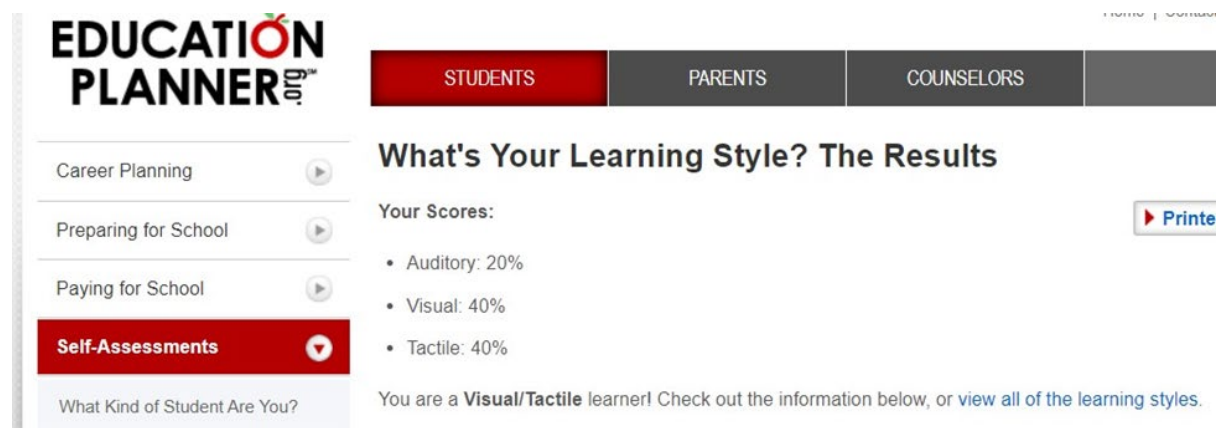 EDUCATION
PLANNER.org℠
STUDENTS
PARENTS
COUNSELORS
Career Planning
Preparing for School
Paying for School
Self-Assessments
What Kind of Student Are You?
What's Your Learning Style? The Results
Your Scores:
Printe
• Auditory: 20%
• Visual: 40%
• Tactile: 40%
You are a Visual/Tactile learner! Check out the information below, or view all of the learning styles.